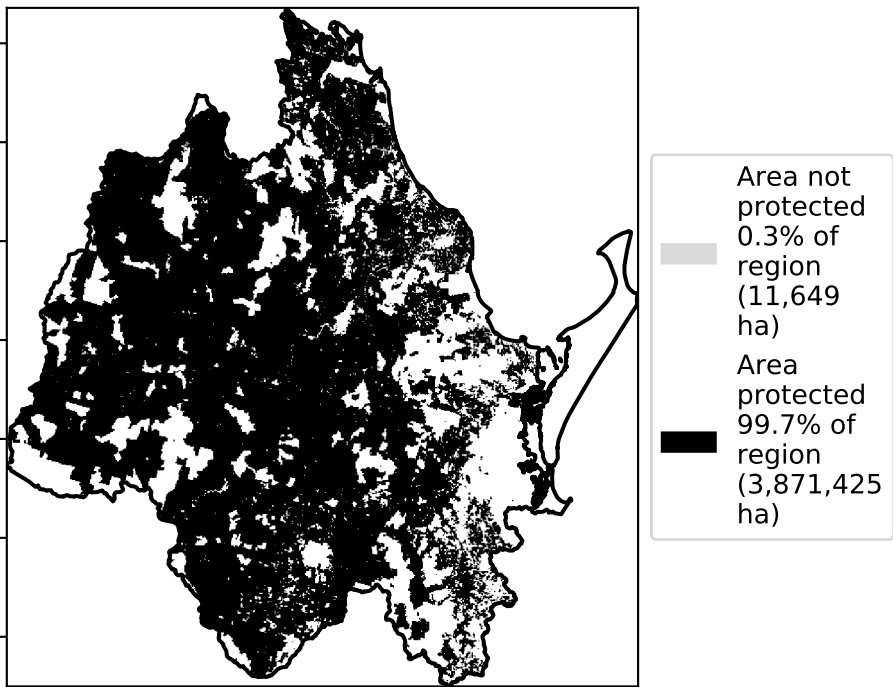 Area not
protected
0.3% of
region
(11,649
ha)
Area
protected
99.7% of
region
(3,871,425
ha)